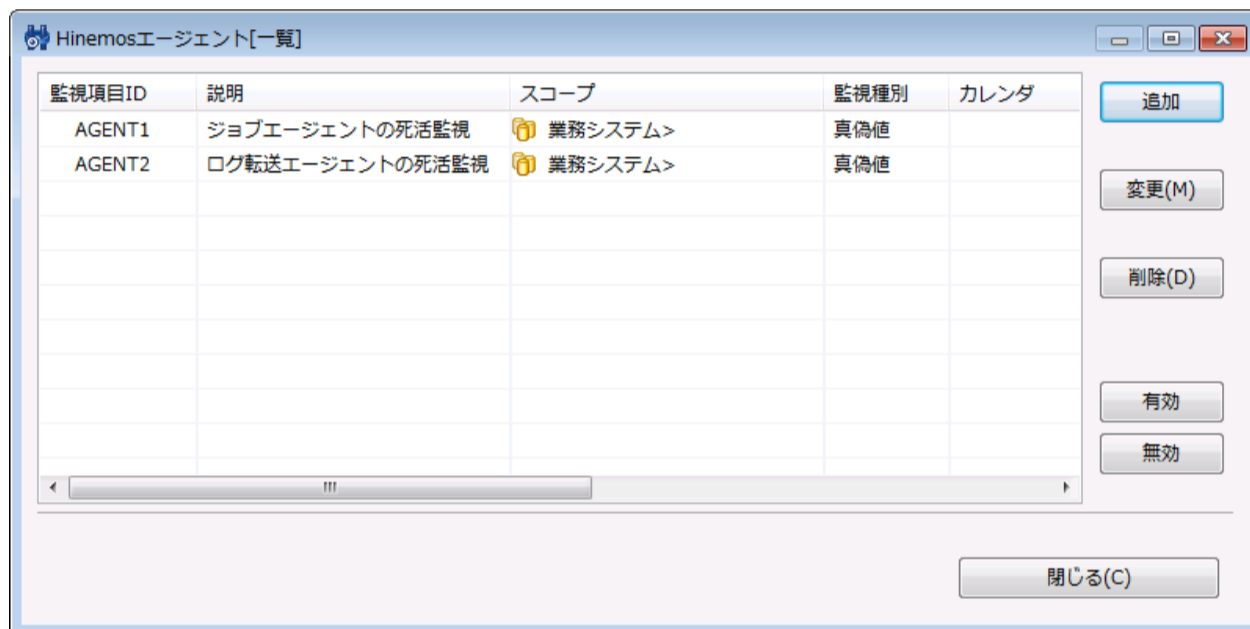 Hinemosエージェント[一覧]
監視項目ID 説明 スコープ 監視種別 カレンダ
AGENT1 ジョブエージェントの死活監視 業務システム> 真偽値
AGENT2 ログ転送エージェントの死活監視 業務システム> 真偽値
追加
変更(M)
削除(D)
有効
無効
閉じる(C)